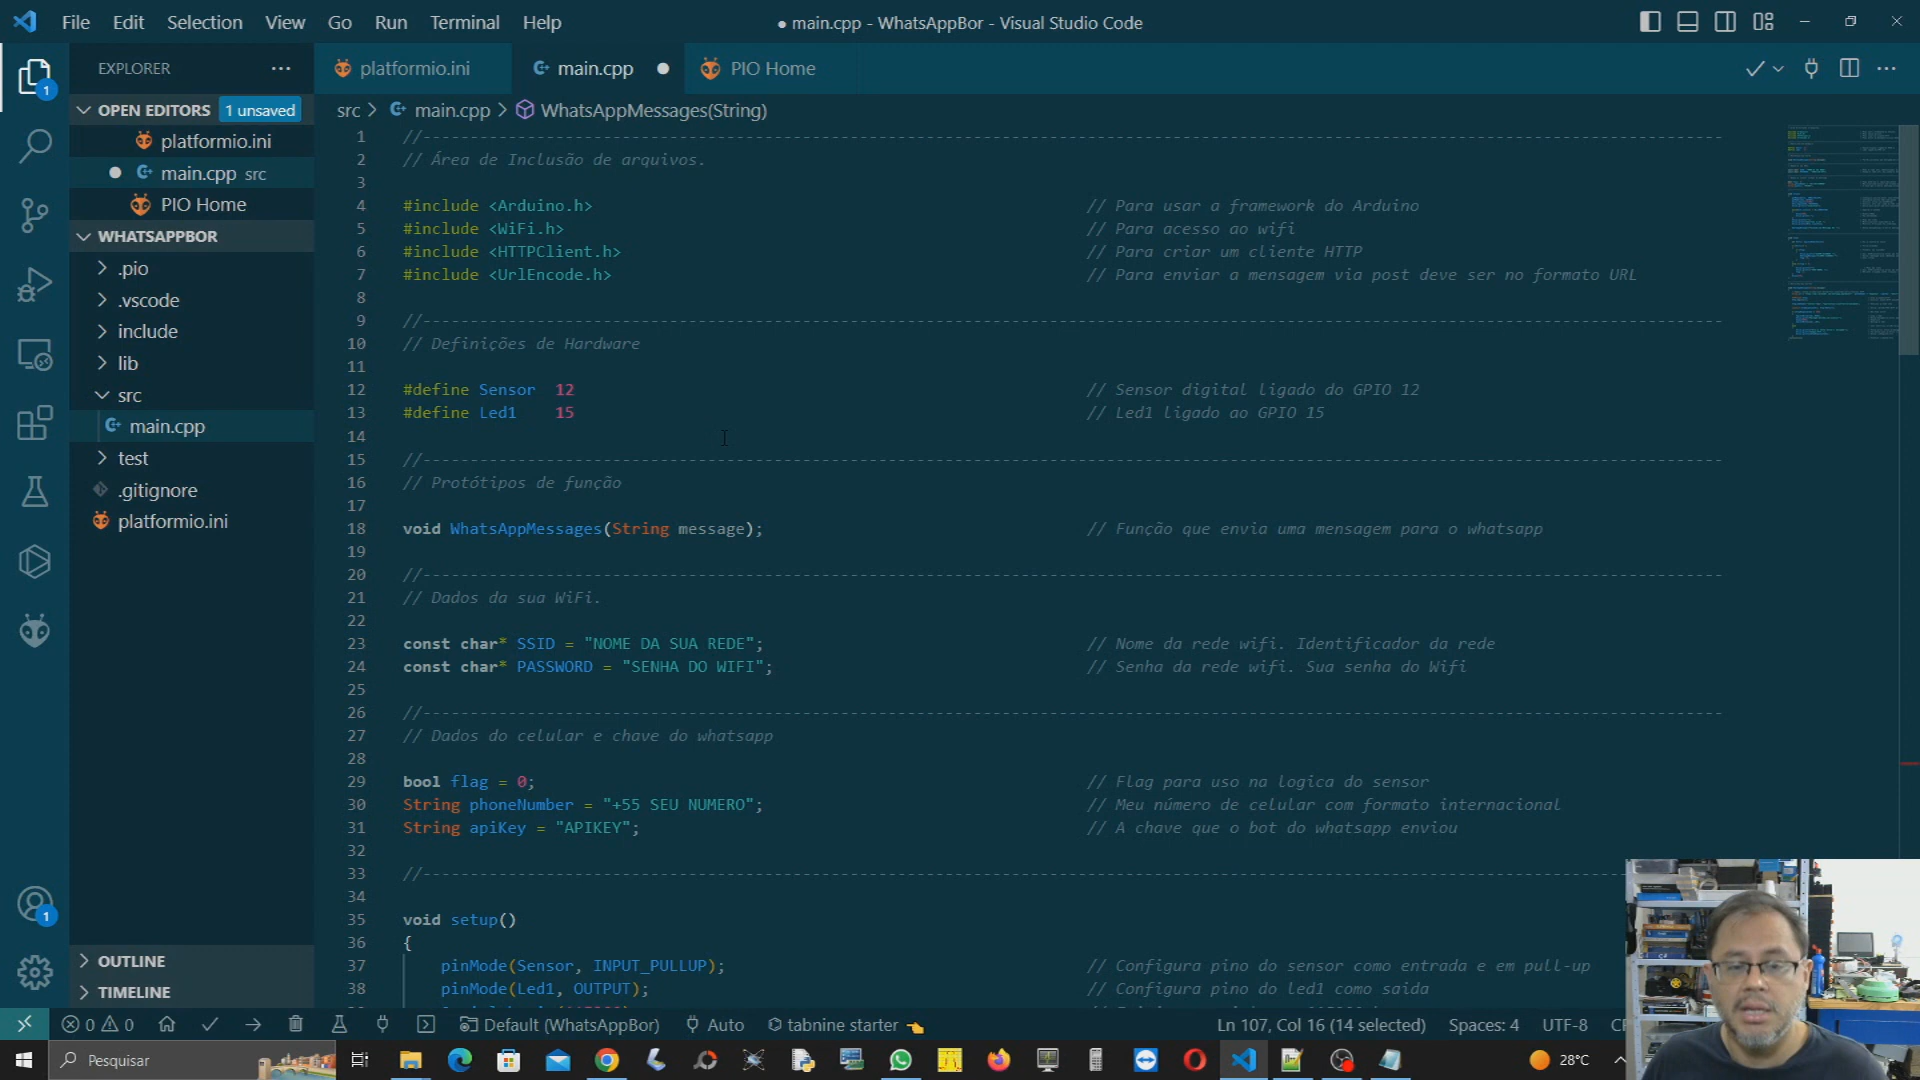 File Edit Selection View Go Run Terminal Help ● main.cpp - WhatsAppBor - Visual Studio Code
EXPLORER ··· platformio.ini main.cpp ● PIO Home
OPEN EDITORS 1 unsaved
src > main.cpp > WhatsAppMessages(String)
platformio.ini
● main.cpp src
PIO Home
WHATSAPPBOR
.pio
.vscode
include
lib
src
main.cpp
test
.gitignore
platformio.ini
OUTLINE
TIMELINE
1
1
1 //------------------------------------------------------------
2 // Área de Inclusão de arquivos.
3
4 #include <Arduino.h> // Para usar a framework do Arduino
5 #include <WiFi.h> // Para acesso ao wifi
6 #include <HTTPClient.h> // Para criar um cliente HTTP
7 #include <UrlEncode.h> // Para enviar a mensagem via post deve ser no formato URL
8
9 //------------------------------------------------------------
10 // Definições de Hardware
11
12 #define Sensor 12 // Sensor digital ligado do GPIO 12
13 #define Led1 15 // Led1 ligado ao GPIO 15
14
15 //------------------------------------------------------------
16 // Protótipos de função
17
18 void WhatsAppMessages(String message); // Função que envia uma mensagem para o whatsapp
19
20 //------------------------------------------------------------
21 // Dados da sua WiFi.
22
23 const char* SSID = "NOME DA SUA REDE"; // Nome da rede wifi. Identificador da rede
24 const char* PASSWORD = "SENHA DO WIFI"; // Senha da rede wifi. Sua senha do Wifi
25
26 //------------------------------------------------------------
27 // Dados do celular e chave do whatsapp
28
29 bool flag = 0; // Flag para uso na logica do sensor
30 String phoneNumber = "+55 SEU NUMERO"; // Meu número de celular com formato internacional
31 String apiKey = "APIKEY"; // A chave que o bot do whatsapp enviou
32
33 //------------------------------------------------------------
34
35 void setup()
36 {
37 pinMode(Sensor, INPUT_PULLUP); // Configura pino do sensor como entrada e em pull-up
38 pinMode(Led1, OUTPUT); // Configura pino do led1 como saida
0 0 Default (WhatsAppBor) Auto tabnine starter Ln 107, Col 16 (14 selected) Spaces: 4 UTF-8
Pesquisar 28°C